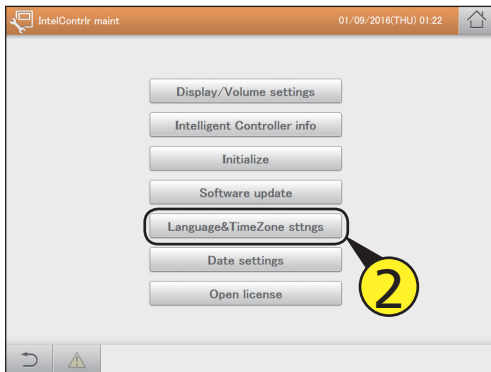 IntelContrlr maint
01/09/2016(THU) 01:22
Display/Volume settings
Intelligent Controller info
Initialize
Software update
Language&TimeZone sttngs
Date settings
Open license
2